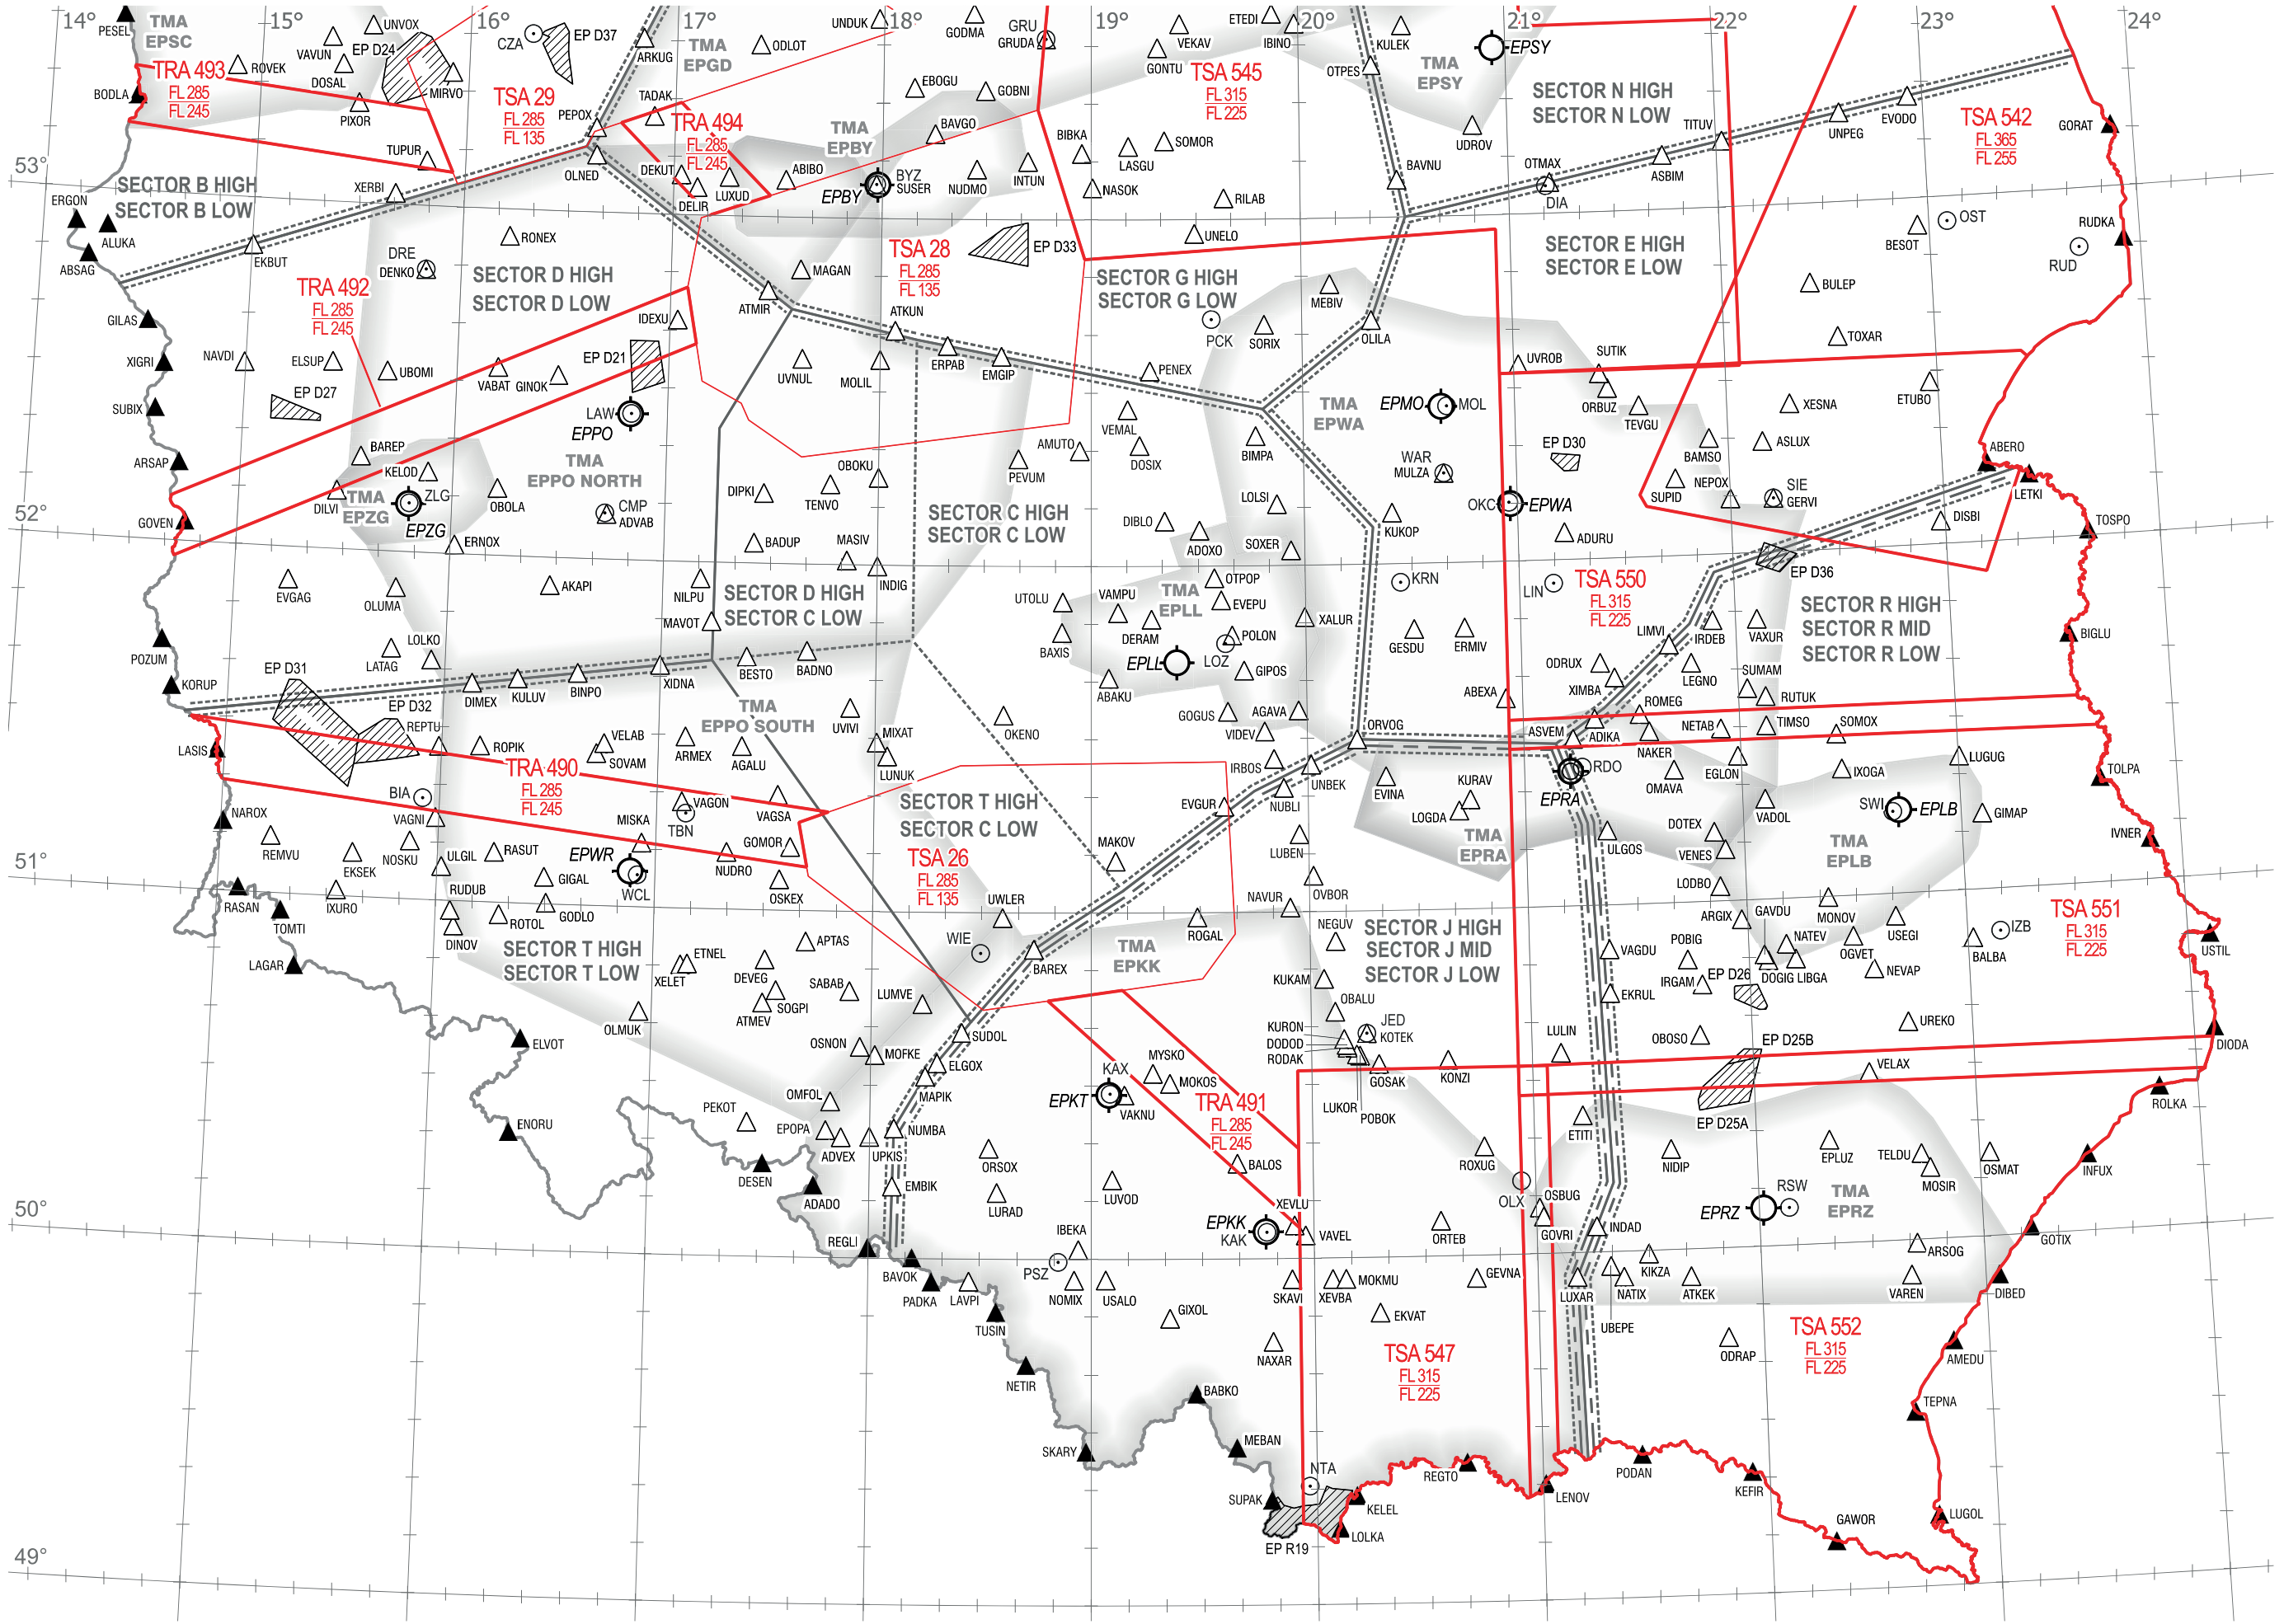 14°
15°
16°
17°
18°
19°
20°
21°
22°
23°
24°
PESEL
TMA
EPSC
UNVOX
VAVUN
EP D24
DOSAL
ROVEK
TRA 493
FL 285
FL 245
BODLA
PIXOR
MIRVO
TUPUR
CZA
EP D37
TSA 29
FL 285
FL 135
PEPOX
OLNED
ARKUG
TMA
EPGD
ODLOT
TADAK
TRA 494
FL 285
FL 245
DEKUT
DELIR
LUXUD
ABIBO
UNDUK
GODMA
GRU
GRUDA
EBOGU
GOBNI
BAVGO
TMA
EPBY
BYZ
SUSER
EPBY
NUDMO
INTUN
BIBKA
NASOK
VEKAV
GONTU
ETEDI
IBINO
TSA 545
FL 315
FL 225
SOMOR
LASGU
RILAB
UNELO
KULEK
OTPES
TMA
EPSY
EPSY
UDROV
BAVNU
SECTOR N HIGH
SECTOR N LOW
OTMAX
DIA
ASBIM
TITUV
UNPEG
EVODO
TSA 542
FL 365
FL 255
GORAT
53°
SECTOR B HIGH
SECTOR B LOW
XERBI
ERGON
ALUKA
ABSAG
EKBUT
DRE
DENKO
RONEX
SECTOR D HIGH
SECTOR D LOW
TRA 492
FL 285
FL 245
MAGAN
ATMIR
TSA 28
FL 285
FL 135
EP D33
SECTOR G HIGH
SECTOR G LOW
SECTOR E HIGH
SECTOR E LOW
BESOT
OST
RUD
RUDKA
BULEP
TOXAR
GILAS
XIGRI
NAVDI
ELSUP
UBOMI
VABAT
GINOK
IDEXU
EP D21
EP D27
SUBIX
LAW
EPPO
ATKUN
ERPAB
EMGIP
UVNUL
MOLIL
PENEX
PCK
SORIX
MEBIV
OLILA
UVROB
SUTIK
ORBUZ
TEVGU
XESNA
ETUBO
TMA
EPWA
EPMO
MOL
ARSAP
BAREP
KELOD
TMA
EPZG
ZLG
EPZG
DILVI
OBOLA
TMA
EPPO NORTH
CMP
ADVAB
DIPKI
TENVO
OBOKU
PEVUM
AMUTO
VEMAL
DOSIX
BIMPA
WAR
MULZA
EP D30
BAMSO
ASLUX
SUPID
NEPOX
SIE
GERVI
ABERO
LETKI
DISBI
TOSPO
52°
GOVEN
ERNOX
BADUP
MASIV
INDIG
SECTOR C HIGH
SECTOR C LOW
DIBLO
ADOXO
LOLSI
SOXER
KUKOP
OKC
EPWA
ADURU
EP D36
EVGAG
OLUMA
AKAPI
NILPU
MAVOT
SECTOR D HIGH
SECTOR C LOW
UTOLU
BAXIS
VAMPU
DERAM
TMA
EPLL
OTPOP
EVEPU
POLON
LOZ
EPLL
GIPOS
ABAKU
XALUR
KRN
GESDU
ERMIV
LIN
TSA 550
FL 315
FL 225
LIMVI
IRDEB
VAXUR
SECTOR R HIGH
SECTOR R MID
SECTOR R LOW
BIGLU
POZUM
LOLKO
LATAG
KORUP
EP D31
EP D32
REPTU
DIMEX
KULUV
BINPO
XIDNA
BESTO
BADNO
TMA
EPPO SOUTH
ODRUX
XIMBA
LEGNO
SUMAM
RUTUK
ABEXA
ROMEG
NETAB
TIMSO
SOMOX
LASIS
ROPIK
VELAB
SOVAM
ARMEX
AGALU
UVIVI
MIXAT
LUNUK
OKENO
GOGUS
AGAVA
VIDEV
ORVOG
ASVEM
ADIKA
NAKER
TRA 490
FL 285
FL 245
BIA
VAGNI
VAGON
TBN
VAGSA
SECTOR T HIGH
SECTOR C LOW
IRBOS
UNBEK
NUBLI
EVGUR
EVINA
KURAV
LOGDA
TMA
EPRA
RDO
EPRA
OMAVA
EGLON
IXOGA
LUGUG
TOLPA
SWI
EPLB
GIMAP
NAROX
REMVU
EKSEK
NOSKU
ULGIL
RASUT
GIGAL
EPWR
WCL
MISKA
NUDRO
GOMOR
OSKEX
TSA 26
FL 285
FL 135
MAKOV
LUBEN
OVBOR
ULGOS
DOTEX
VADOL
VENES
TMA
EPLB
IVNER
51°
RASAN
TOMTI
IXURO
RUDUB
DINOV
ROTOL
GODLO
SECTOR T HIGH
SECTOR T LOW
LAGAR
UWLER
WIE
BAREX
TMA
EPKK
ROGAL
NAVUR
NEGUV
SECTOR J HIGH
SECTOR J MID
SECTOR J LOW
LODBO
ARGIX
GAVDU
MONOV
USEGI
NATEV
OGVET
NEVAP
POBIG
IRGAM
EP D26
DOGIG
LIBGA
BALBA
IZB
TSA 551
FL 315
FL 225
USTIL
VAGDU
EKRUL
ETNEL
XELET
DEVEG
APTAS
SABAB
SOGPI
ATMEV
OLMUK
LUMVE
SUDOL
KUKAM
OBALU
JED
KOTEK
KURON
DODOD
RODAK
GOSAK
LUKOR
POBOK
KONZI
LULIN
OBOSO
EP D25B
UREKO
DIODA
VELAX
ROLKA
EP D25A
ELVOT
OSNON
MOFKE
ELGOX
MAPIK
OMFOL
PEKOT
EPOPA
ADVEX
UPKIS
NUMBA
ENORU
DESEN
ADADO
EMBIK
KAX
EPKT
VAKNU
MYSKO
MOKOS
TRA 491
FL 285
FL 245
BALOS
ORSOX
LURAD
LUVOD
ROXUG
ETITI
NIDIP
EPLUZ
TELDU
MOSIR
OSMAT
INFUX
OLX
OSBUG
GOVRI
INDAD
RSW
EPRZ
TMA
EPRZ
50°
REGLI
BAVOK
PADKA
LAVPI
TUSIN
IBEKA
PSZ
NOMIX
USALO
GIXOL
XEVLU
EPKK
KAK
VAVEL
SKAVI
XEVBA
MOKMU
EKVAT
ORTEB
GEVNA
LUXAR
NATIX
KIKZA
UBEPE
ATKEK
ARSOG
VAREN
GOTIX
DIBED
NETIR
NAXAR
BABKO
TSA 547
FL 315
FL 225
ODRAP
TSA 552
FL 315
FL 225
AMEDU
TEPNA
SKARY
MEBAN
NTA
SUPAK
KELEL
LOLKA
EP R19
REGTO
LENOV
PODAN
KEFIR
GAWOR
LUGOL
49°